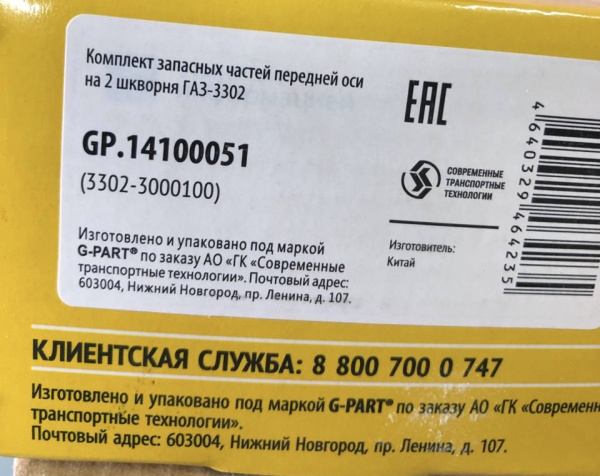 Комплект запасных частей передней оси
на 2 шкворня ГАЗ-3302
EAC
GP.14100051
(3302-3000100)
СОВРЕМЕННЫЕ
ТРАНСПОРТНЫЕ
ТЕХНОЛОГИИ
Изготовлено и упаковано под маркой
G-PART® по заказу АО «ГК «Современные
транспортные технологии». Почтовый адрес:
603004, Нижний Новгород, пр. Ленина, д. 107.
Изготовитель:
Китай
4640329464235
КЛИЕНТСКАЯ СЛУЖБА: 8 800 700 0 747
Изготовлено и упаковано под маркой G-PART® по заказу АО «ГК «Современн
транспортные технологии».
Почтовый адрес: 603004, Нижний Новгород, пр. Ленина, д. 107.